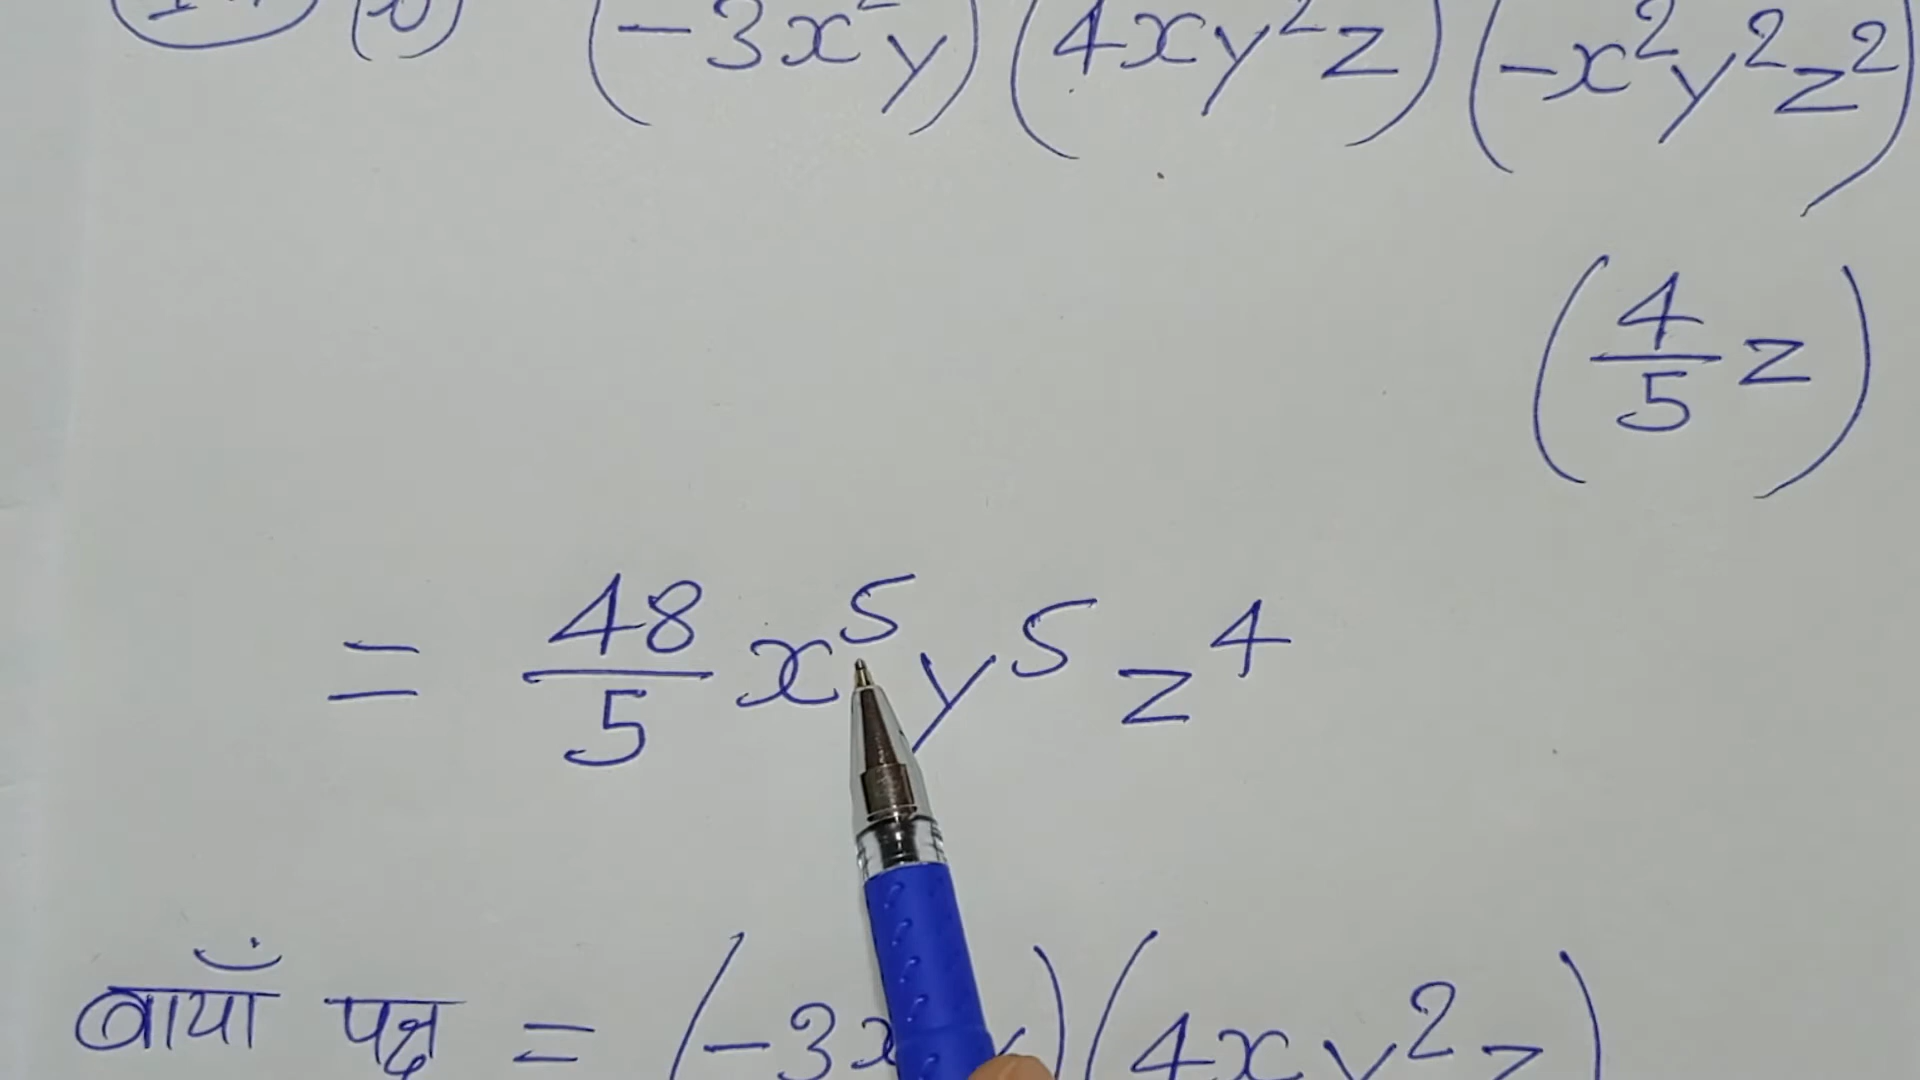 (-3x²y)(4xy²z)(-x²y²z²)
(4/5 z)
= 48/5 x⁵y⁵z⁴
बायाँ पक्ष = (-3x y)(4xy²z)